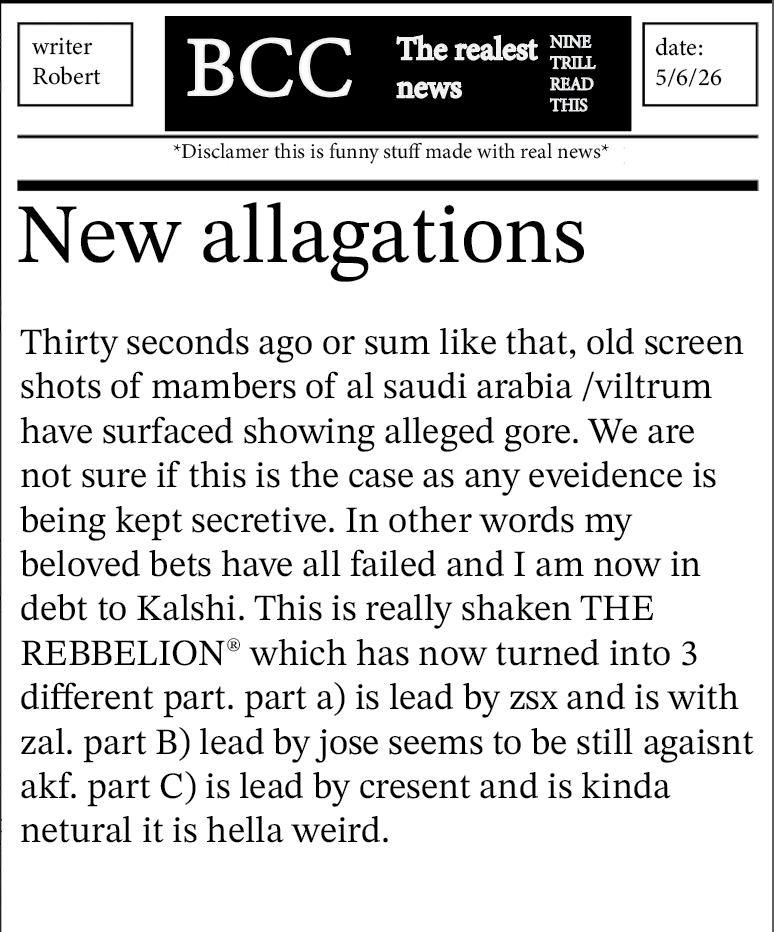 writer
Robert
BCC
The realest
news
NINE
TRILL
READ
THIS
date:
5/6/26
*Disclamer this is funny stuff made with real news*
New allagations
Thirty seconds ago or sum like that, old screen
shots of mambers of al saudi arabia /viltrum
have surfaced showing alleged gore. We are
not sure if this is the case as any eveidence is
being kept secretive. In other words my
beloved bets have all failed and I am now in
debt to Kalshi. This is really shaken THE
REBBELION® which has now turned into 3
different part. part a) is lead by zsx and is with
zal. part B) lead by jose seems to be still agaisnt
akf. part C) is lead by cresent and is kinda
netural it is hella weird.